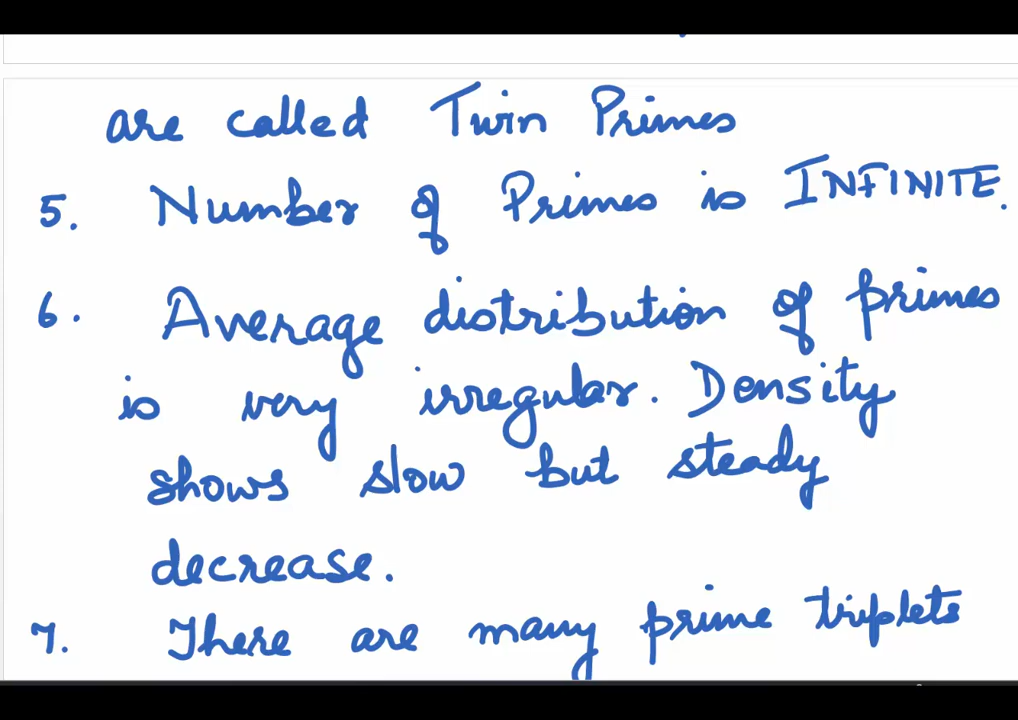 are called Twin Primes
5. Number of Primes is INFINITE.
6. Average distribution of primes
is very irregular. Density
shows slow but steady
decrease.
7. There are many prime triplets